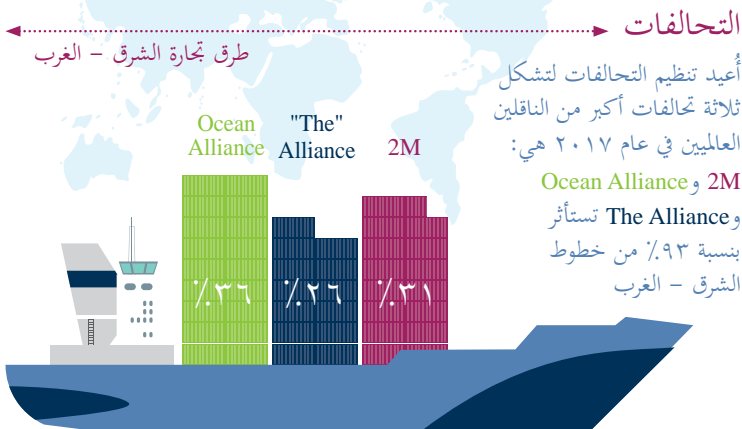 التحالفات
طرق تجارة الشرق – الغرب
أُعيد تنظيم التحالفات لتشكل
ثلاثة تحالفات أكبر من الناقلين
العالميين في عام ٢٠١٧ هي:
2M وOcean Alliance
وThe Alliance تستأثر
بنسبة ٩٣٪ من خطوط
الشرق – الغرب
Ocean
Alliance
"The"
Alliance
2M
٣٦٪
٢٦٪
٣١٪